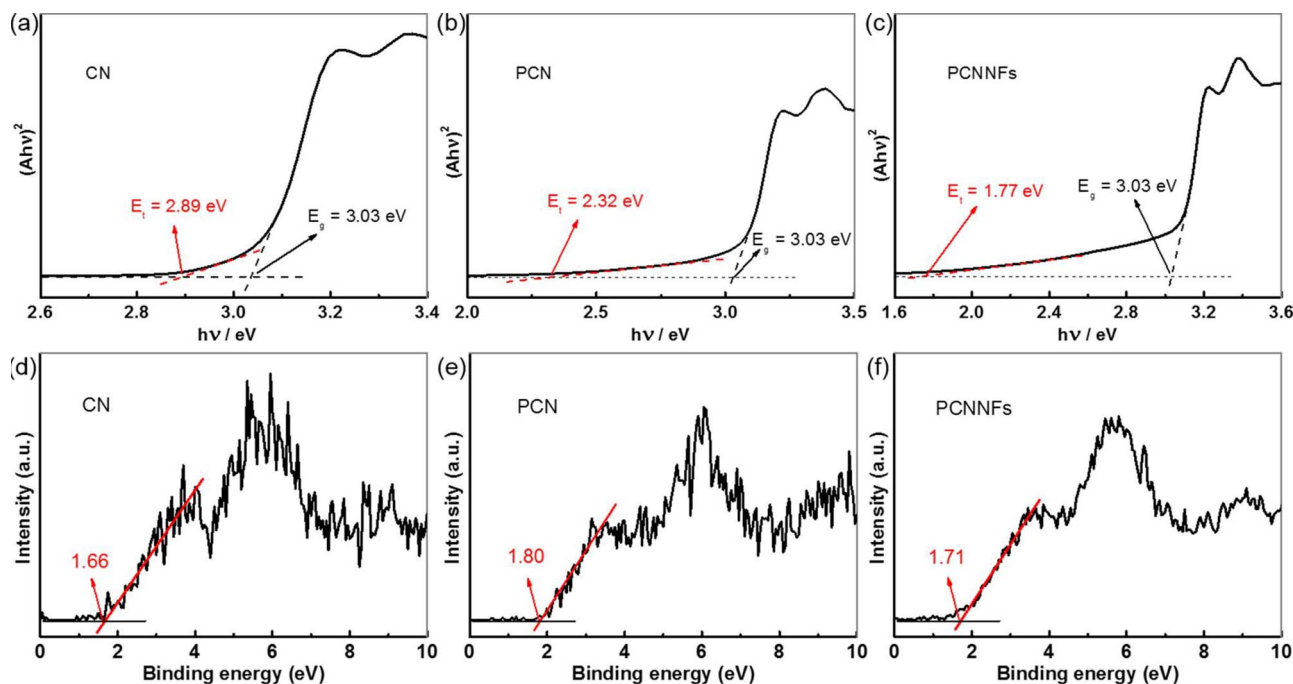 (a)
CN
(Ahν)²
Eₜ = 2.89 eV
E_g = 3.03 eV
2.6 2.8 3.0 3.2 3.4
hν / eV
(b)
PCN
(Ahν)²
Eₜ = 2.32 eV
E_g = 3.03 eV
2.0 2.5 3.0 3.5
hν / eV
(c)
PCNNFs
(Ahν)²
Eₜ = 1.77 eV
E_g = 3.03 eV
1.6 2.0 2.4 2.8 3.2 3.6
hν / eV
(d)
CN
Intensity (a.u.)
1.66
0 2 4 6 8 10
Binding energy (eV)
(e)
PCN
Intensity (a.u.)
1.80
0 2 4 6 8 10
Binding energy (eV)
(f)
PCNNFs
Intensity (a.u.)
1.71
0 2 4 6 8 10
Binding energy (eV)